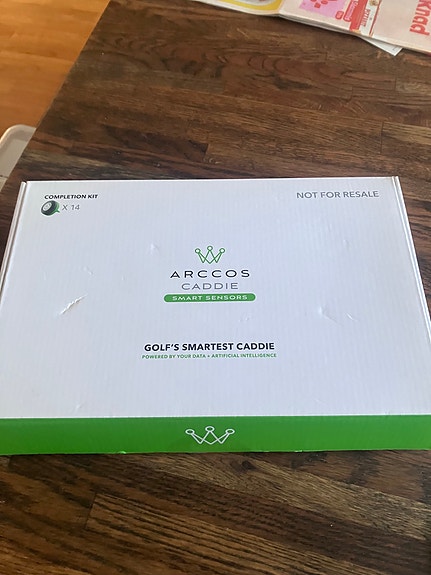 knad
COMPLETION KIT
NOT FOR RESALE
X 14
ARCCOS
CADDIE
SMART SENSORS
GOLF'S SMARTEST CADDIE
POWERED BY YOUR DATA + ARTIFICIAL INTELLIGENCE